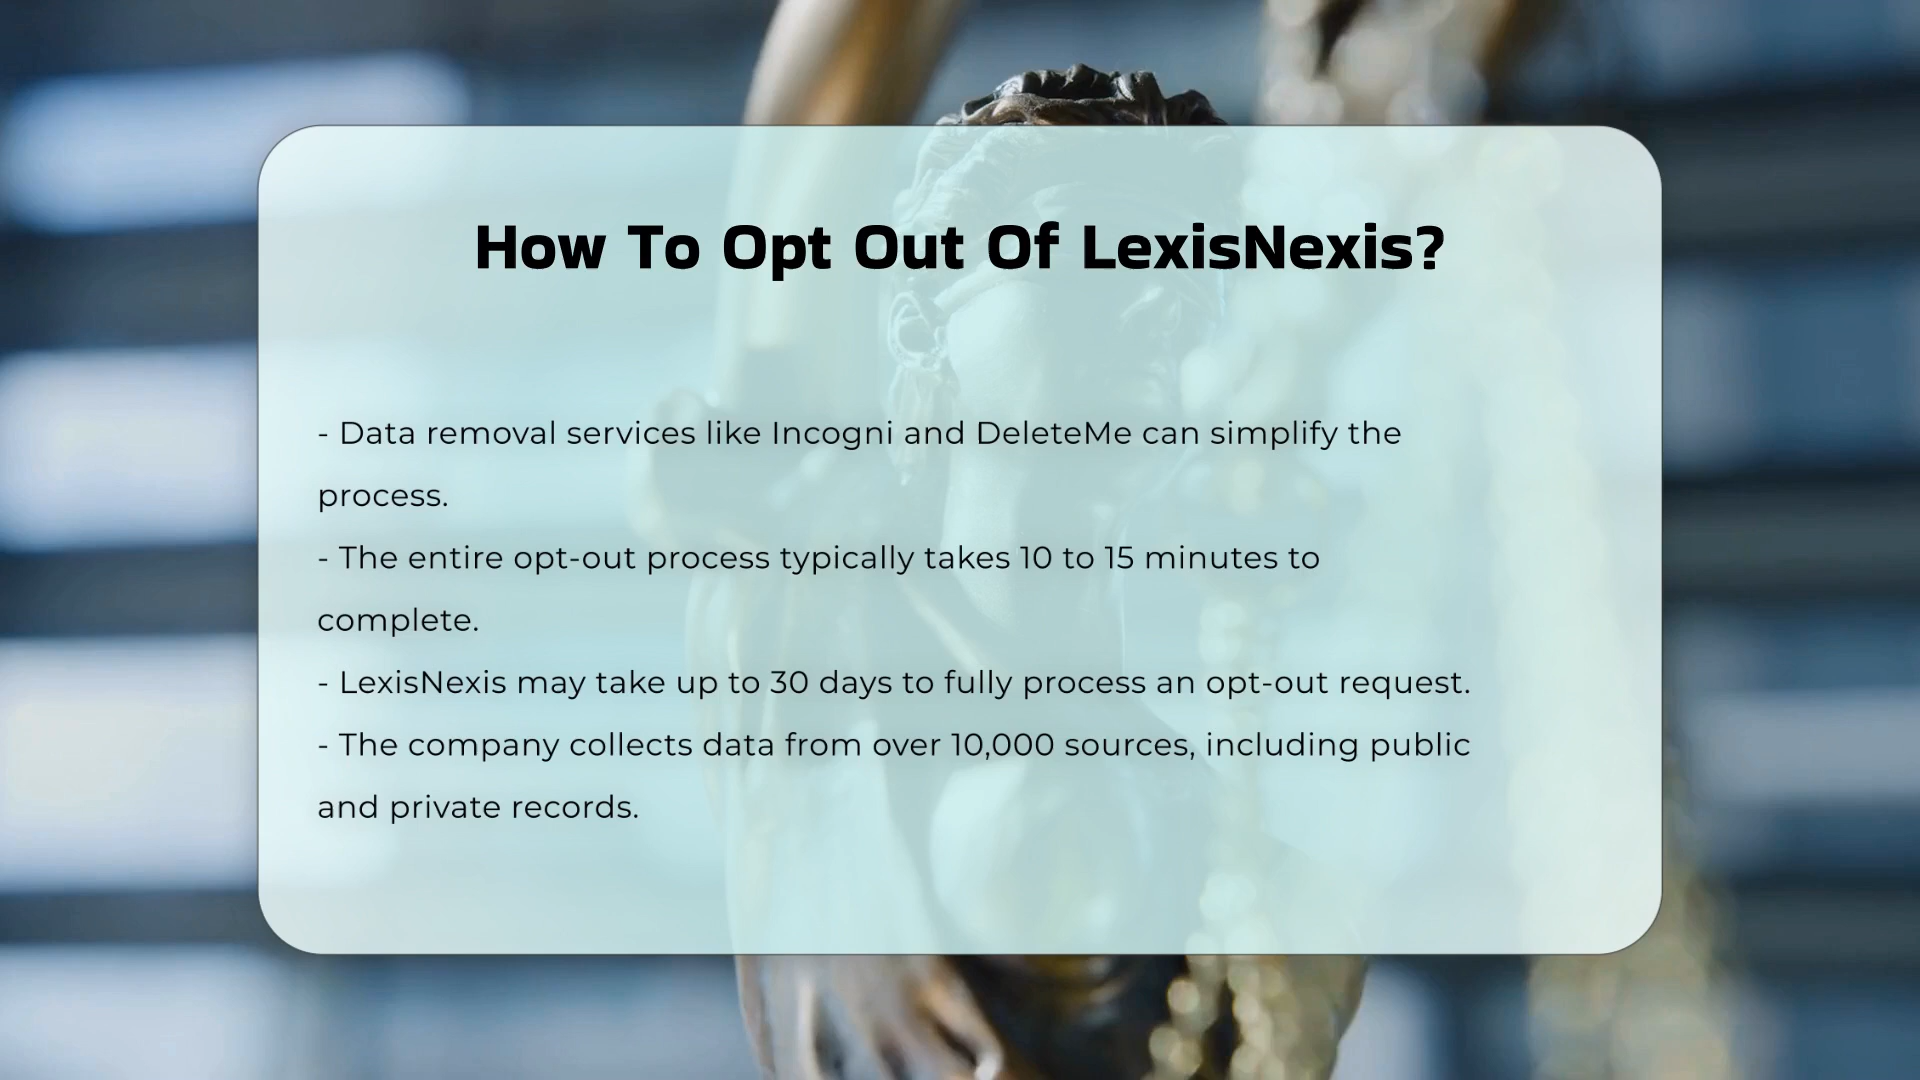 How To Opt Out Of LexisNexis?
- Data removal services like Incogni and DeleteMe can simplify the
process.
- The entire opt-out process typically takes 10 to 15 minutes to
complete.
- LexisNexis may take up to 30 days to fully process an opt-out request.
- The company collects data from over 10,000 sources, including public
and private records.